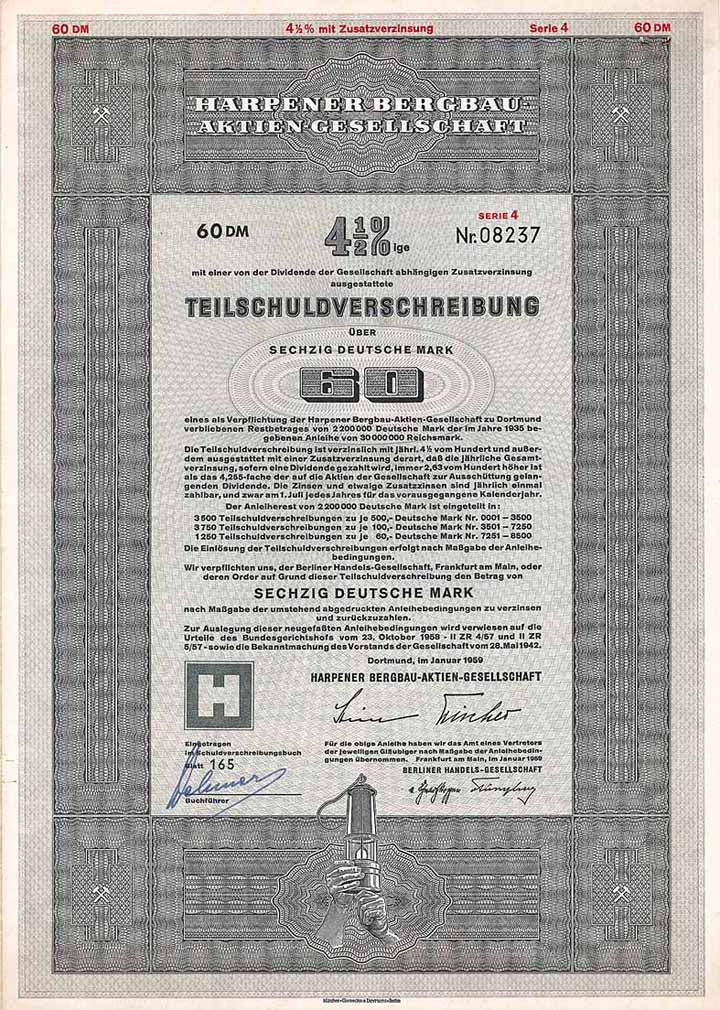 60 DM 4½% mit Zusatzverzinsung Serie 4 60 DM
HARPENER BERGBAU-
AKTIEN-GESELLSCHAFT
SERIE 4
60 DM 4½% ige Nr. 08237
mit einer von der Dividende der Gesellschaft abhängigen Zusatzverzinsung
ausgestattete
TEILSCHULDVERSCHREIBUNG
ÜBER
SECHZIG DEUTSCHE MARK
60
eines als Verpflichtung der Harpener Bergbau-Aktien-Gesellschaft zu Dortmund
verbliebenen Restbetrages von 2 200 000 Deutsche Mark der im Jahre 1935 be-
gebenen Anleihe von 30 000 000 Reichsmark.
Die Teilschuldverschreibung ist verzinslich mit jährl. 4½ vom Hundert und außer-
dem ausgestattet mit einer Zusatzverzinsung derart, daß die jährliche Gesamt-
verzinsung, sofern eine Dividende gezahlt wird, immer 2,63 vom Hundert höher ist
als das 4,255-fache der auf die Aktien der Gesellschaft zur Ausschüttung gelan-
genden Dividende. Die Zinsen und etwaige Zusatzzinsen sind jährlich einmal
zahlbar, und zwar am 1. Juli jedes Jahres für das vorausgegangene Kalenderjahr.
Der Anleiherest von 2 200 000 Deutsche Mark ist eingeteilt in:
3 500 Teilschuldverschreibungen zu je 500,- Deutsche Mark Nr. 0001 – 3500
3 750 Teilschuldverschreibungen zu je 100,- Deutsche Mark Nr. 3501 – 7250
1 250 Teilschuldverschreibungen zu je 60,- Deutsche Mark Nr. 7251 – 8500
Die Einlösung der Teilschuldverschreibungen erfolgt nach Maßgabe der Anleihe-
bedingungen.
Wir verpflichten uns, der Berliner Handels-Gesellschaft, Frankfurt am Main, oder
deren Order auf Grund dieser Teilschuldverschreibung den Betrag von
SECHZIG DEUTSCHE MARK
nach Maßgabe der umstehend abgedruckten Anleihebedingungen zu verzinsen
und zurückzuzahlen.
Zur Auslegung dieser neugefaßten Anleihebedingungen wird verwiesen auf die
Urteile des Bundesgerichtshofs vom 23. Oktober 1958 - II ZR 4/57 und II ZR
5/57 - sowie die Bekanntmachung des Vorstands der Gesellschaft vom 28. Mai 1942.
Dortmund, im Januar 1959
HARPENER BERGBAU-AKTIEN-GESELLSCHAFT
H
Eingetragen
im Schuldverschreibungsbuch
Blatt 165
Buchführer
Für die obige Anleihe haben wir das Amt eines Vertreters
der jeweiligen Gläubiger nach Maßgabe der Anleihebedin-
gungen übernommen. Frankfurt am Main, im Januar 1959
BERLINER HANDELS-GESELLSCHAFT